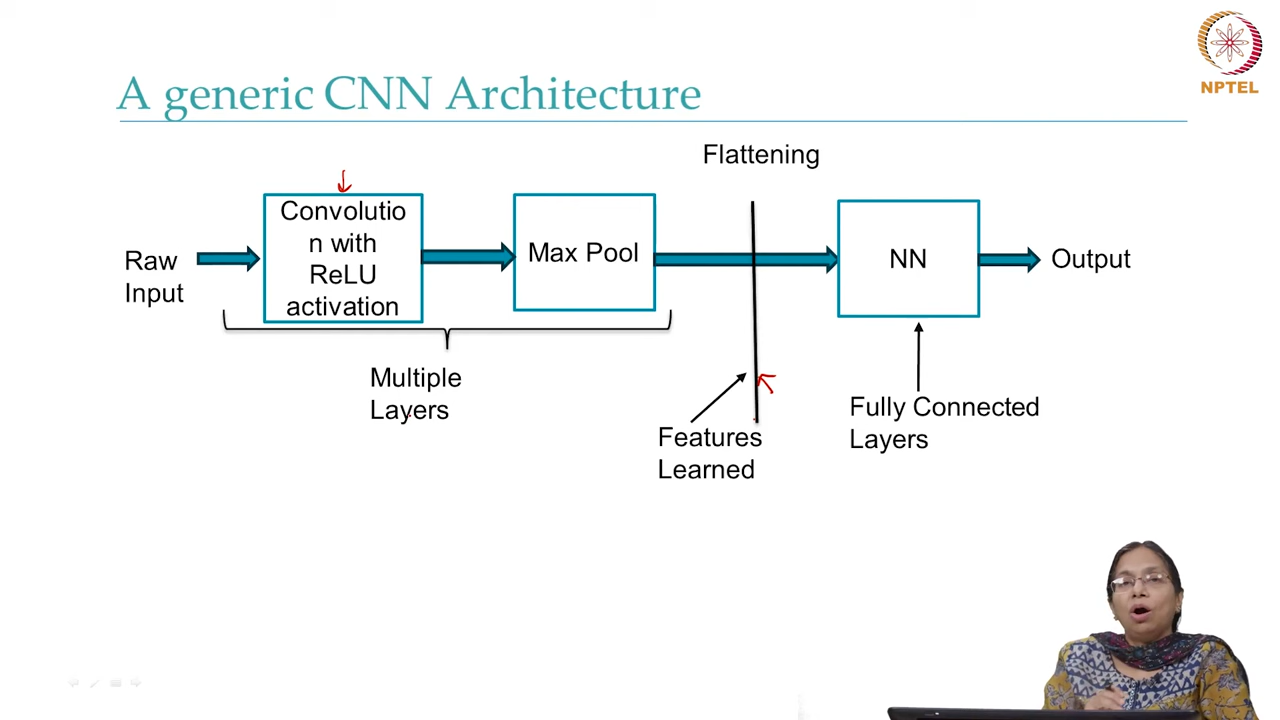 NPTEL
A generic CNN Architecture
Flattening
Raw
Input
Convolutio
n with
ReLU
activation
Max Pool
NN
Output
Multiple
Layers
Features
Learned
Fully Connected
Layers